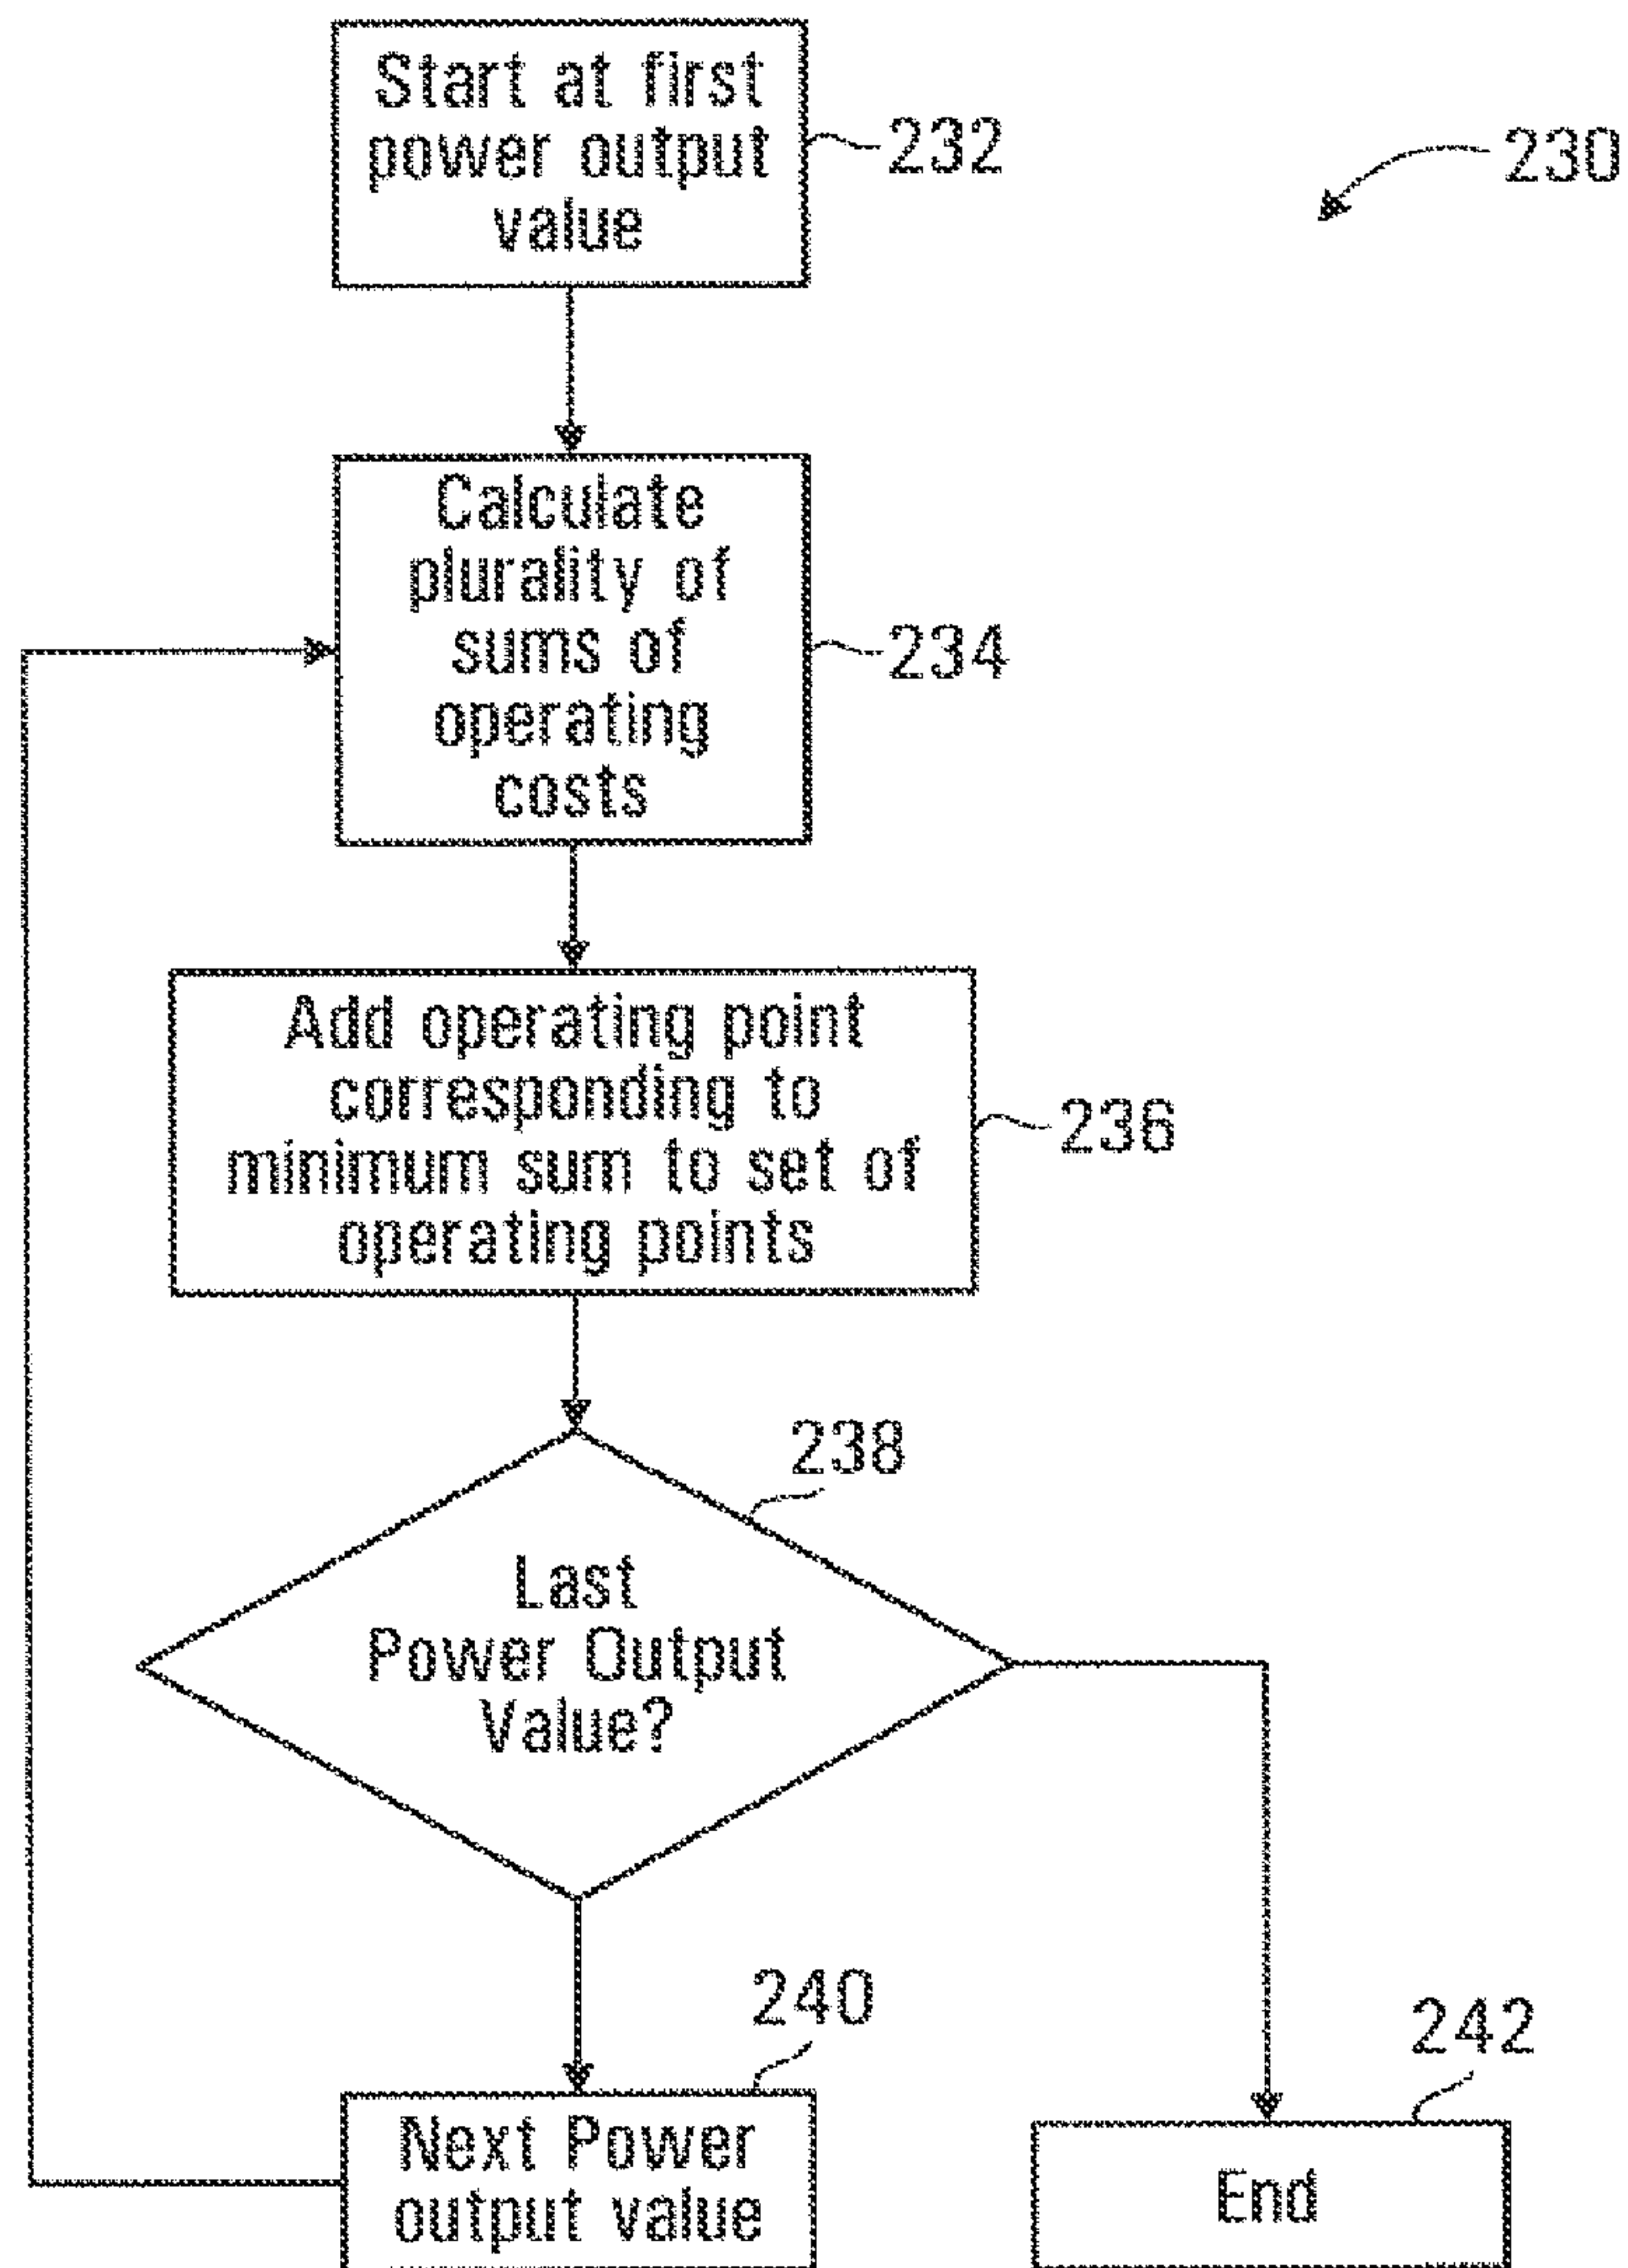 Start at first
power output
value
232
230
Calculate
plurality of
sums of
operating
costs
234
Add operating point
corresponding to
minimum sum to set of
operating points
236
238
Last
Power Output
Value?
240
Next Power
output value
242
End